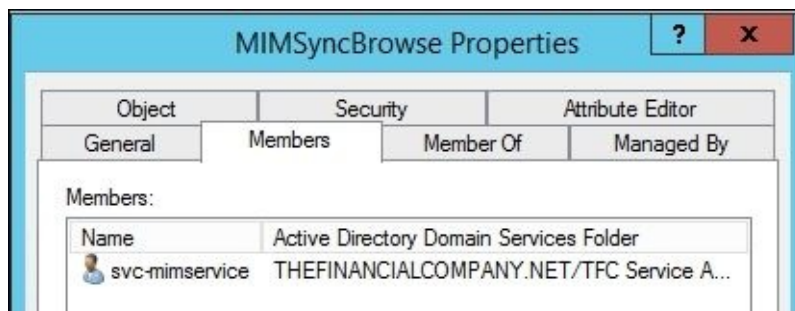 MIMSyncBrowse Properties
?
x
Object Security Attribute Editor
General Members Member Of Managed By
Members:
Name Active Directory Domain Services Folder
svc-mimservice THEFINANCIALCOMPANY.NET/TFC Service A...